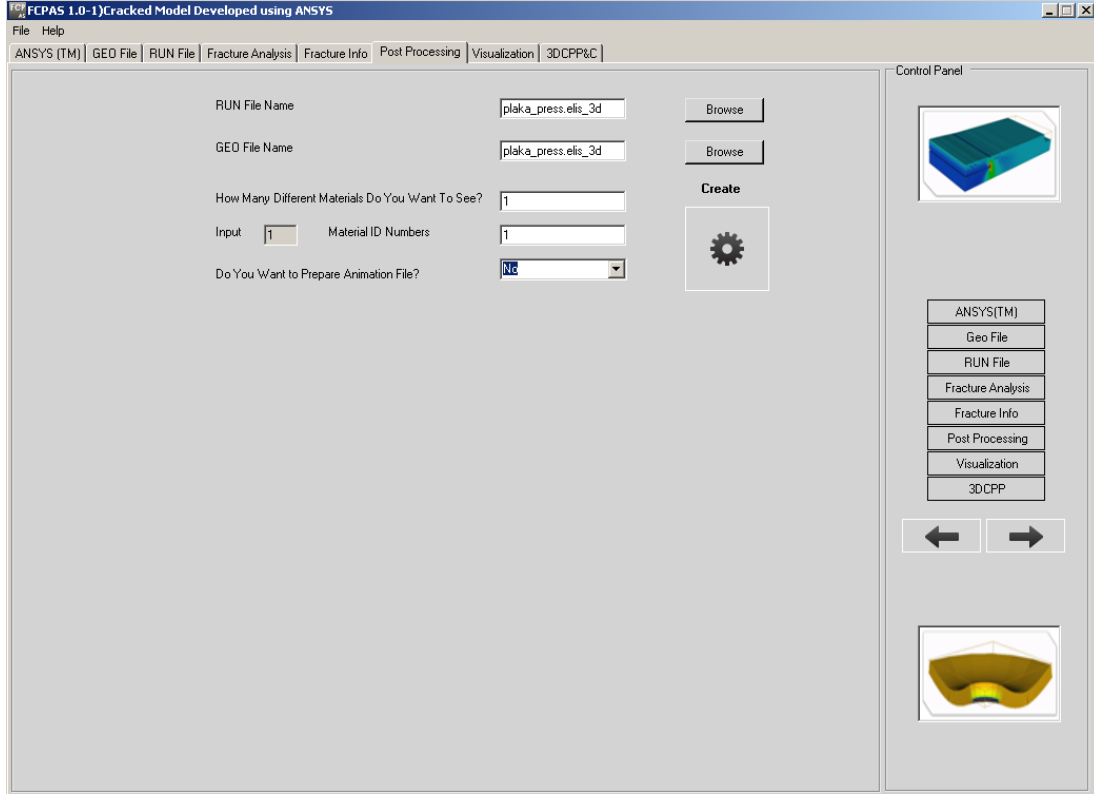 FCPAS 1.0-1)Cracked Model Developed using ANSYS
File Help
ANSYS (TM) GEO File RUN File Fracture Analysis Fracture Info Post Processing Visualization 3DCPP&C
Control Panel
RUN File Name plaka_press.elis_3d Browse
GEO File Name plaka_press.elis_3d Browse
Create
How Many Different Materials Do You Want To See? 1
Input 1 Material ID Numbers 1
Do You Want to Prepare Animation File? No
ANSYS(TM)
Geo File
RUN File
Fracture Analysis
Fracture Info
Post Processing
Visualization
3DCPP